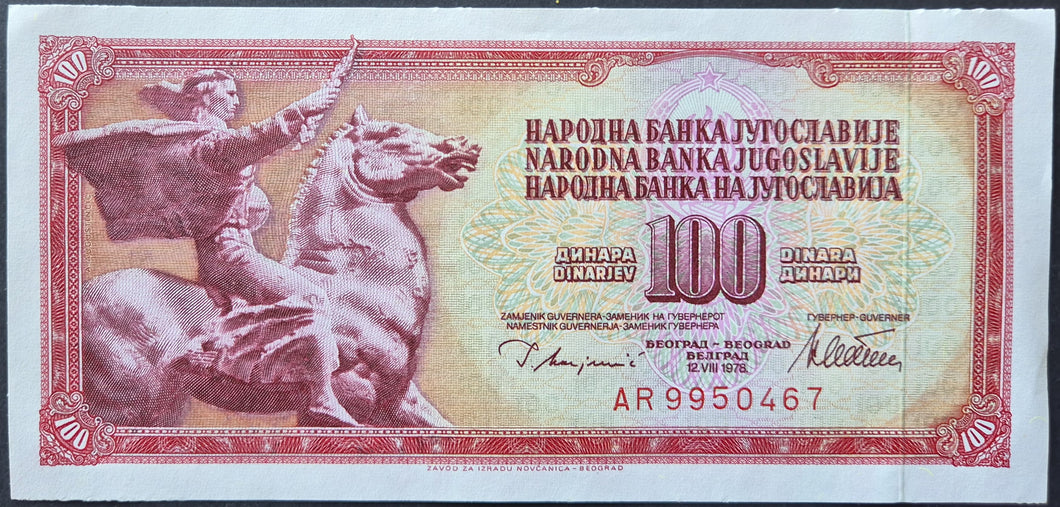 100
100
НАРОДНА БАНКА ЈУГОСЛАВИЈЕ
NARODNA BANKA JUGOSLAVIJE
НАРОДНА БАНКА НА ЈУГОСЛАВИЈА
ДИНАРА 100 DINARA
DINARJEV ДИНАРИ
ZAMJENIK GUVERNERA-ЗАМЕНИК НА ГУВЕРНЕРОТ ГУВЕРНЕР-GUVERNER
NAMESTNIK GUVERNERJA-ЗАМЕНИК ГУВЕРНЕРА
БЕОГРАД - BEOGRAD
БЕЛГРАД
12.VIII 1978.
AR 9950467
100
100
ZAVOD ZA IZRADU NOVČANICA - BEOGRAD